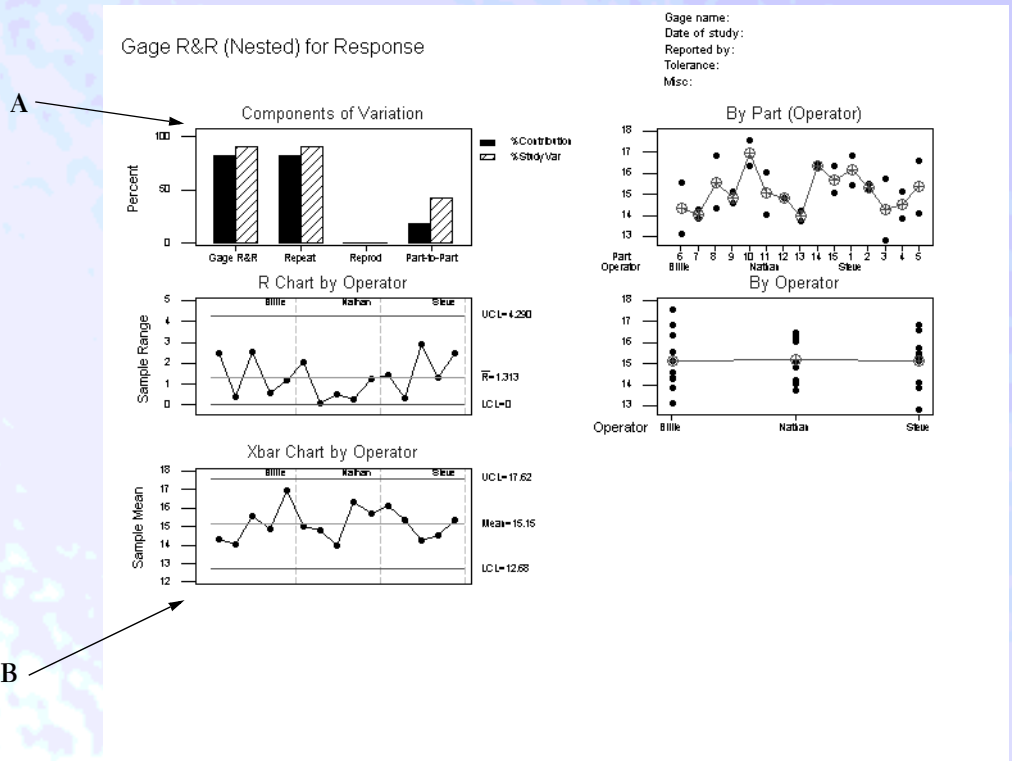 Gage name:
Date of study:
Reported by:
Tolerance:
Misc:
Gage R&R (Nested) for Response
A
Components of Variation
100
50
0
Percent
Gage R&R Repeat Reprod Part-to-Part
%Contribution
%Study Var
By Part (Operator)
18
17
16
15
14
13
Part 6 7 8 9 10 11 12 13 14 15 1 2 3 4 5
Operator Billie Nathan Steve
R Chart by Operator
Billie Nathan Steve
5
4
3
2
1
0
Sample Range
UCL=4.290
R=1.313
LCL=0
By Operator
18
17
16
15
14
13
Operator Billie Nathan Steve
Xbar Chart by Operator
Billie Nathan Steve
18
17
16
15
14
13
12
Sample Mean
UCL=17.62
Mean=15.15
LCL=12.68
B